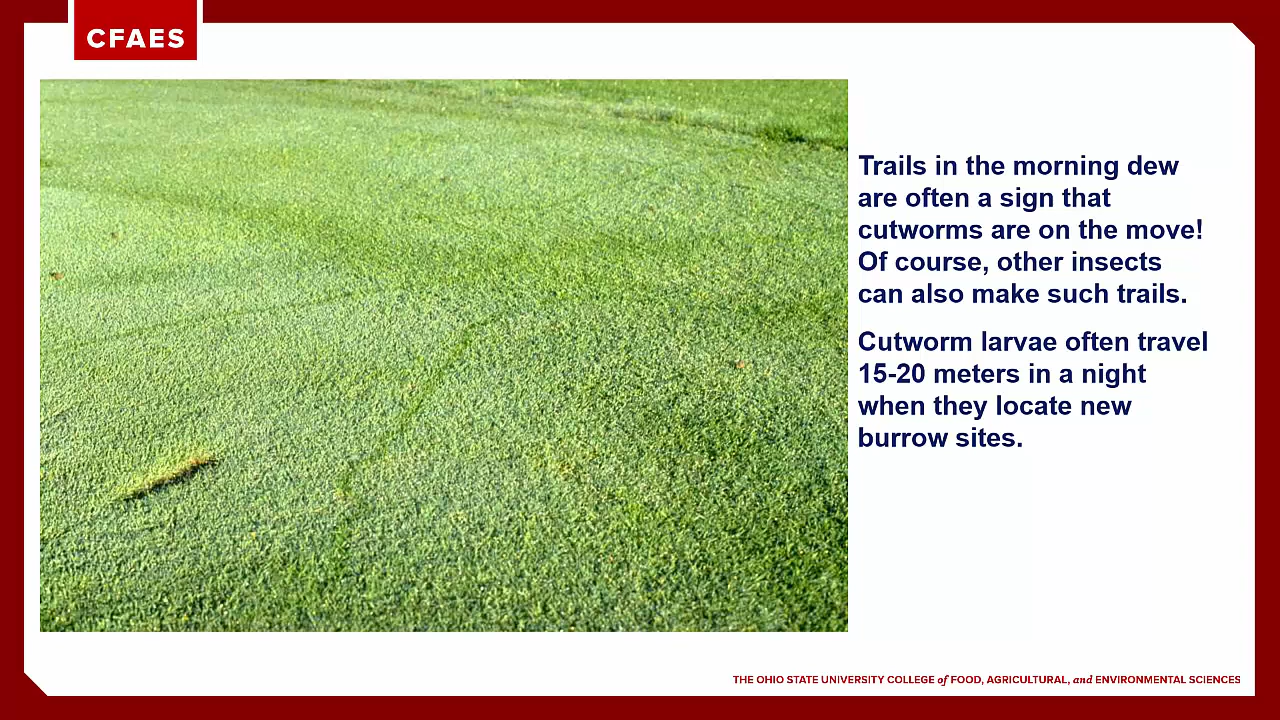 CFAES
Trails in the morning dew
are often a sign that
cutworms are on the move!
Of course, other insects
can also make such trails.
Cutworm larvae often travel
15-20 meters in a night
when they locate new
burrow sites.
THE OHIO STATE UNIVERSITY COLLEGE of FOOD, AGRICULTURAL, and ENVIRONMENTAL SCIENCES